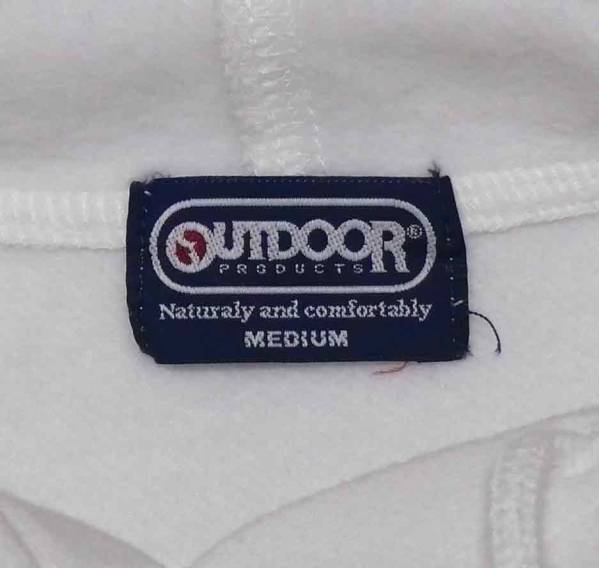 OUTDOOR®
PRODUCTS
Naturaly and comfortably
MEDIUM